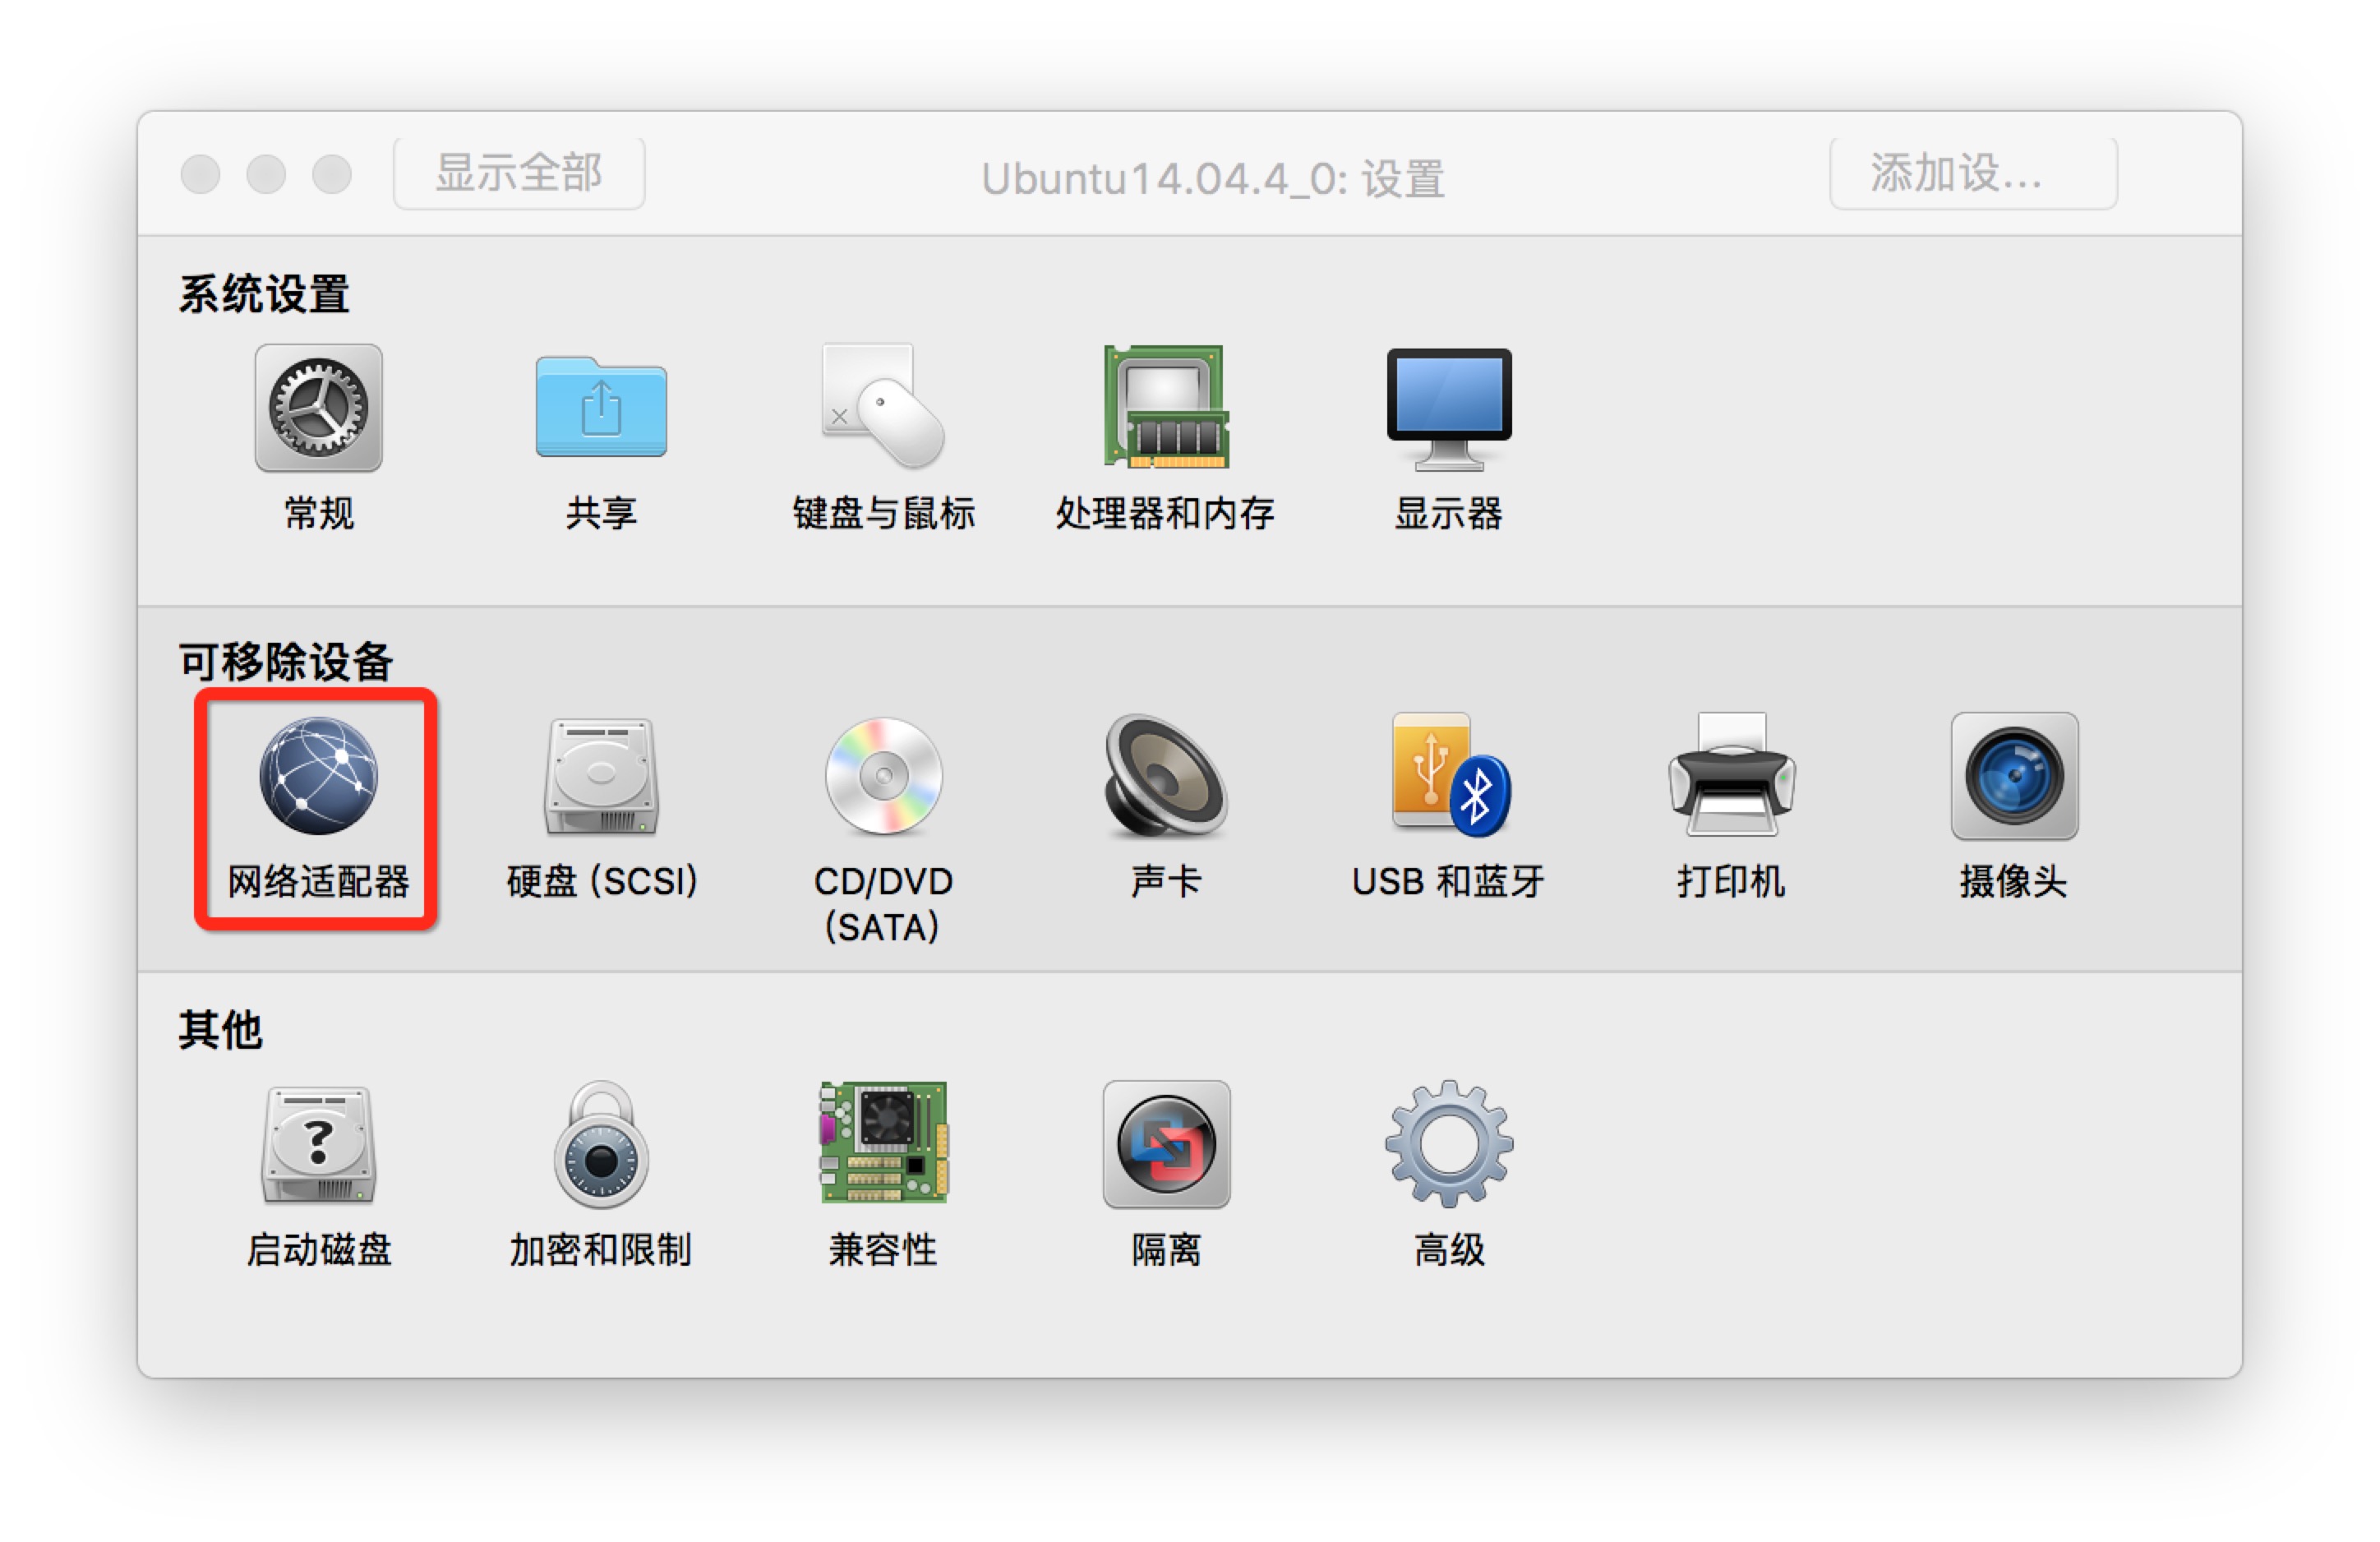 显示全部
Ubuntu14.04.4_0: 设置
添加设...
系统设置
常规
共享
键盘与鼠标
处理器和内存
显示器
可移除设备
网络适配器
硬盘 (SCSI)
CD/DVD
(SATA)
声卡
USB 和蓝牙
打印机
摄像头
其他
启动磁盘
加密和限制
兼容性
隔离
高级